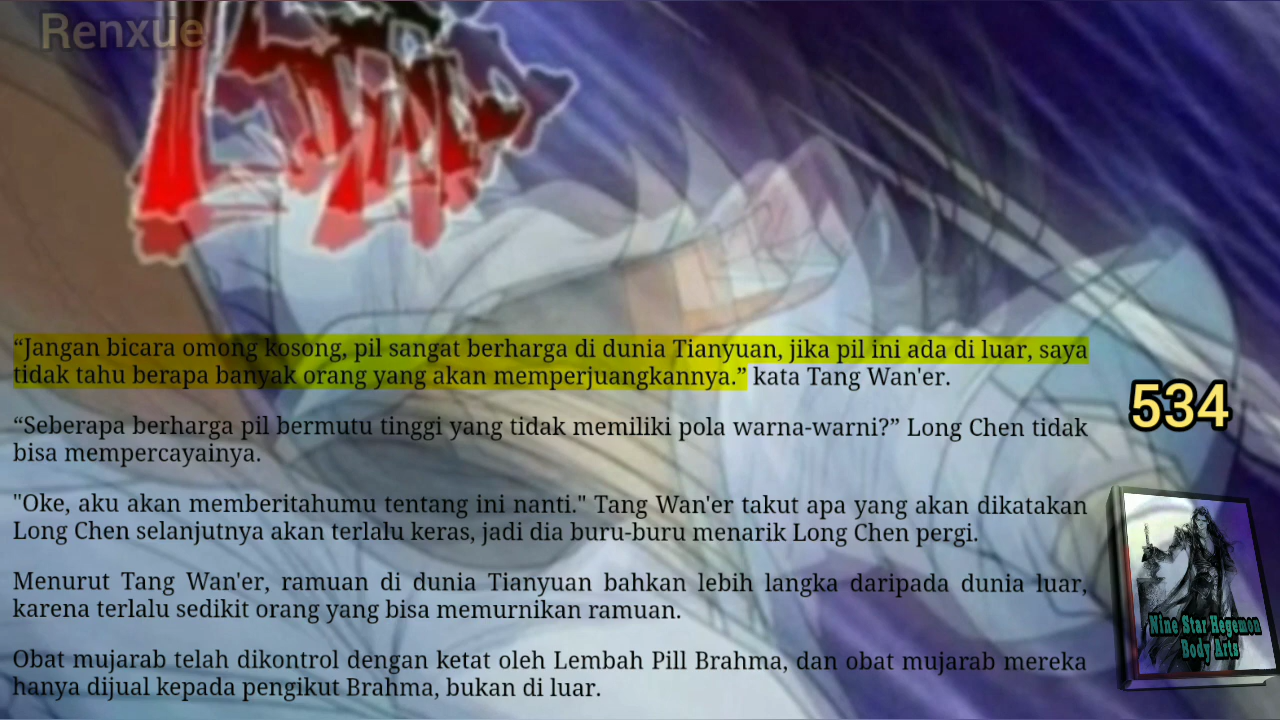 Renxue
“Jangan bicara omong kosong, pil sangat berharga di dunia Tianyuan, jika pil ini ada di luar, saya
tidak tahu berapa banyak orang yang akan memperjuangkannya.” kata Tang Wan'er.
“Seberapa berharga pil bermutu tinggi yang tidak memiliki pola warna-warni?” Long Chen tidak
bisa mempercayainya.
"Oke, aku akan memberitahumu tentang ini nanti." Tang Wan'er takut apa yang akan dikatakan
Long Chen selanjutnya akan terlalu keras, jadi dia buru-buru menarik Long Chen pergi.
Menurut Tang Wan'er, ramuan di dunia Tianyuan bahkan lebih langka daripada dunia luar,
karena terlalu sedikit orang yang bisa memurnikan ramuan.
Obat mujarab telah dikontrol dengan ketat oleh Lembah Pill Brahma, dan obat mujarab mereka
hanya dijual kepada pengikut Brahma, bukan di luar.
534
Nine Star Hegemon
Body Arts